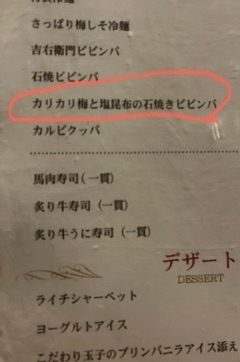 さっぱり梅しそ冷麺
吉右衛門ビビンバ
石焼ビビンバ
カリカリ梅と塩昆布の石焼きビビンバ
カルビクッパ
馬肉寿司（一貫）
炙り牛寿司（一貫）
炙り牛うに寿司（一貫）
デザート
DESSERT
ライチシャーベット
ヨーグルトアイス
こだわり玉子のプリンバニラアイス添え